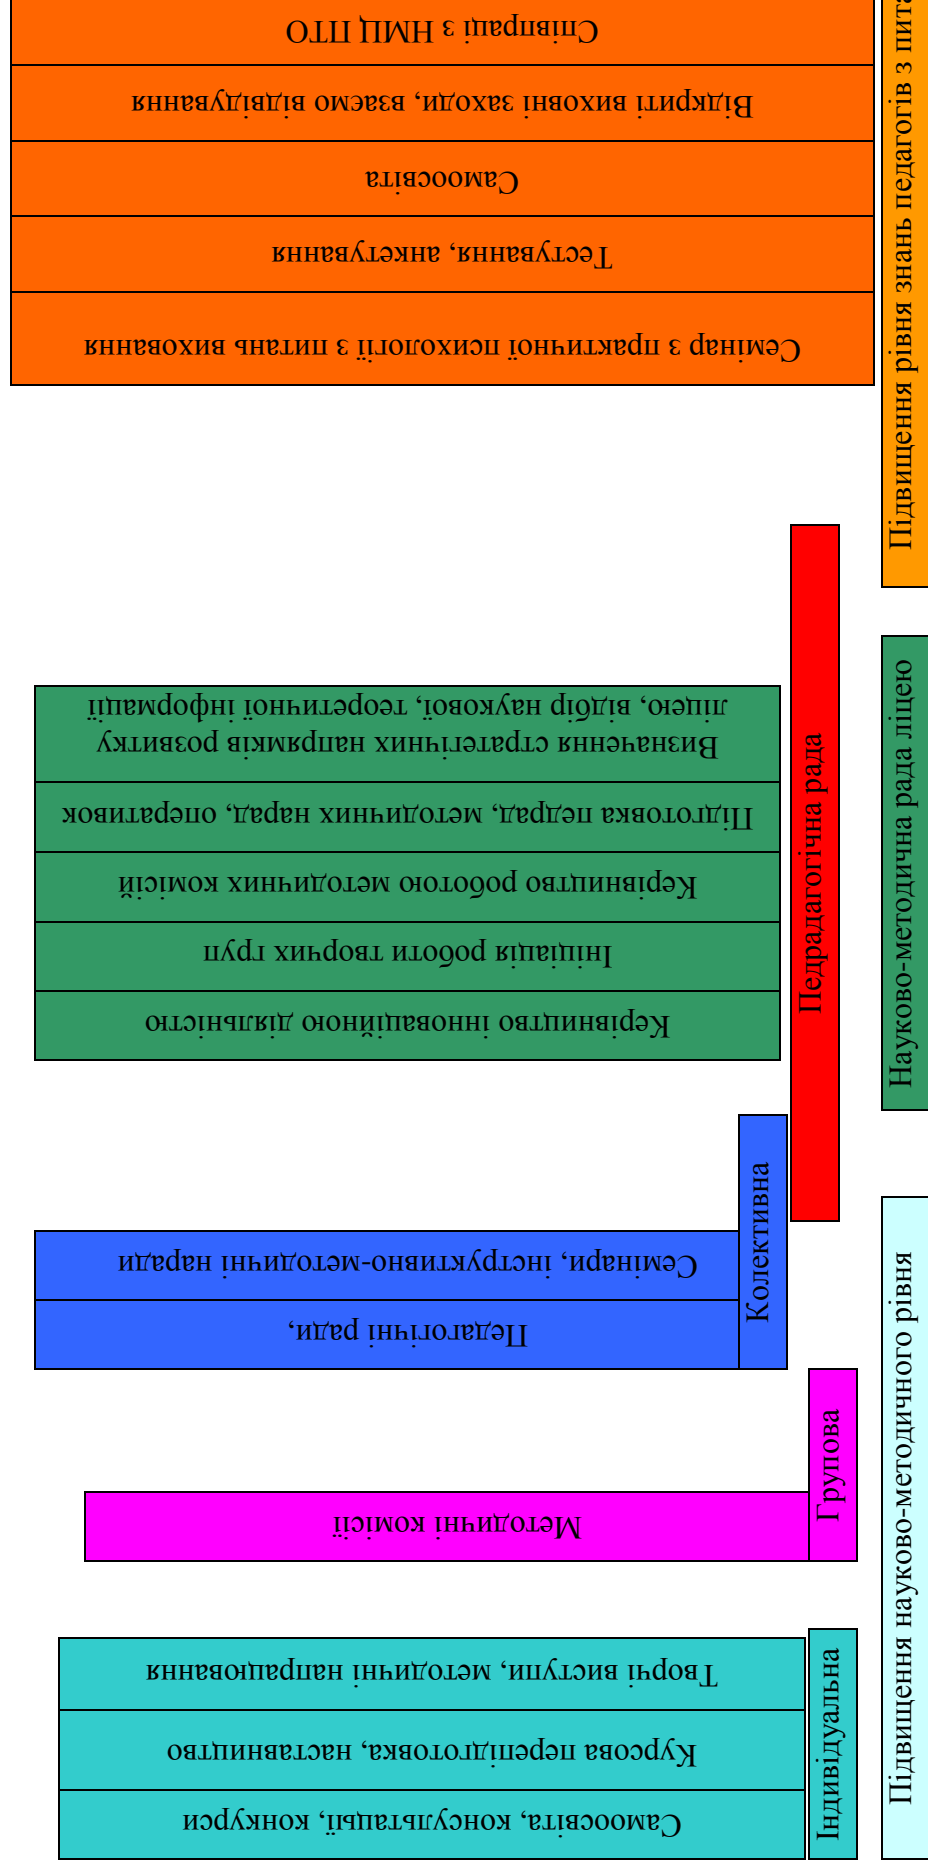 Співпраці з НМЦ ПТО
Відкриті виховні заходи, взаємо відвідування
Самоосвіта
Тестування, анкетування
Семінар з практичної психології з питань виховання
Підвищення рівня знань педагогів з пита
Визначення стратегічних напрямків розвитку
ліцею, відбір наукової, теоретичної інформації
Підготовка педрад, методичних нарад, оперативок
Керівництво роботою методичних комісій
Ініціація роботи творчих груп
Керівництво інноваційною діяльністю
Педрадагогічна рада
Науково-методична рада ліцею
Семінари, інструктивно-методичні наради
Педагогічні ради,
Колективна
Методичні комісії
Групова
Творчі виступи, методичні напрацювання
Курсова перепідготовка, наставництво
Самоосвіта, консультацыї, конкурси
Індивідуальна
Підвищення науково-методичного рівня